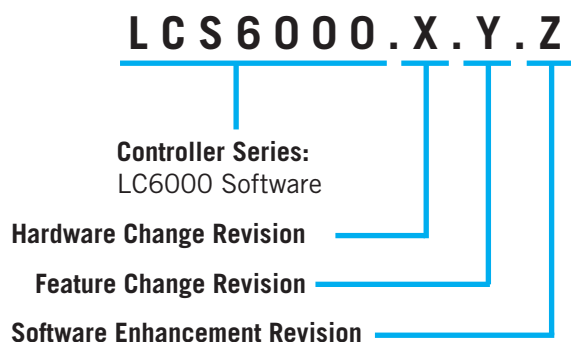 LCS6000.X.Y.Z
Controller Series:
LC6000 Software
Hardware Change Revision
Feature Change Revision
Software Enhancement Revision